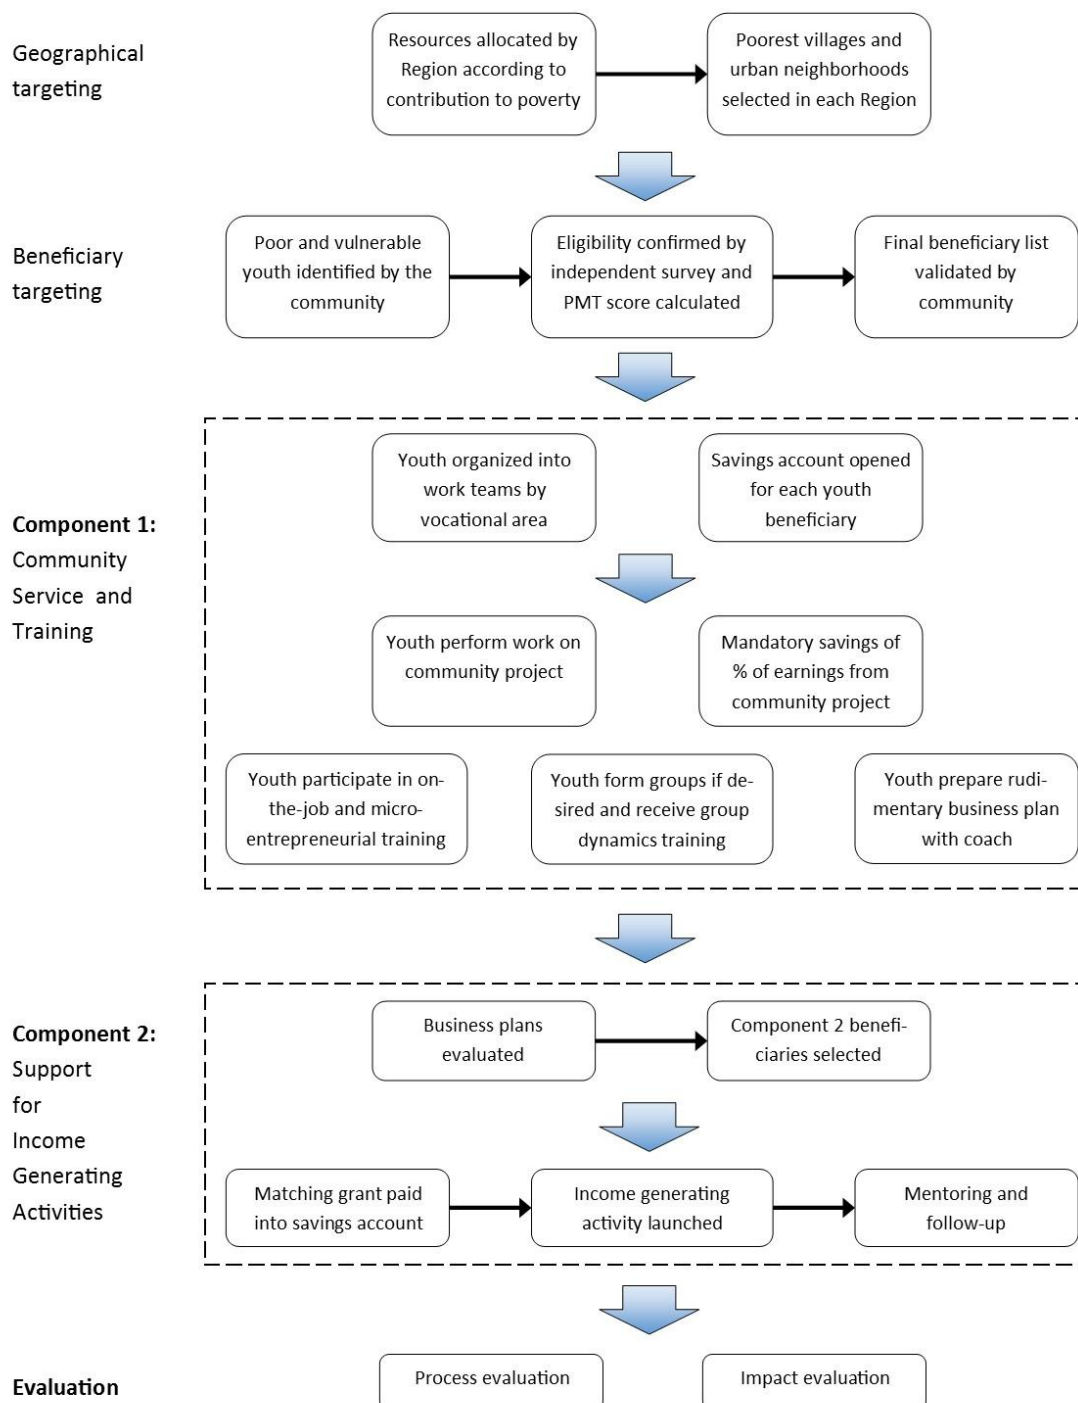 Geographical
targeting
Resources allocated by
Region according to
contribution to poverty
Poorest villages and
urban neighborhoods
selected in each Region
Beneficiary
targeting
Poor and vulnerable
youth identified by the
community
Eligibility confirmed by
independent survey and
PMT score calculated
Final beneficiary list
validated by
community
Component 1:
Community
Service and
Training
Youth organized into
work teams by
vocational area
Savings account opened
for each youth
beneficiary
Youth perform work on
community project
Mandatory savings of
% of earnings from
community project
Youth participate in on-
the-job and micro-
entrepreneurial training
Youth form groups if de-
sired and receive group
dynamics training
Youth prepare rudi-
mentary business plan
with coach
Component 2:
Support
for
Income
Generating
Activities
Business plans
evaluated
Component 2 benefi-
ciaries selected
Matching grant paid
into savings account
Income generating
activity launched
Mentoring and
follow-up
Evaluation
Process evaluation
Impact evaluation